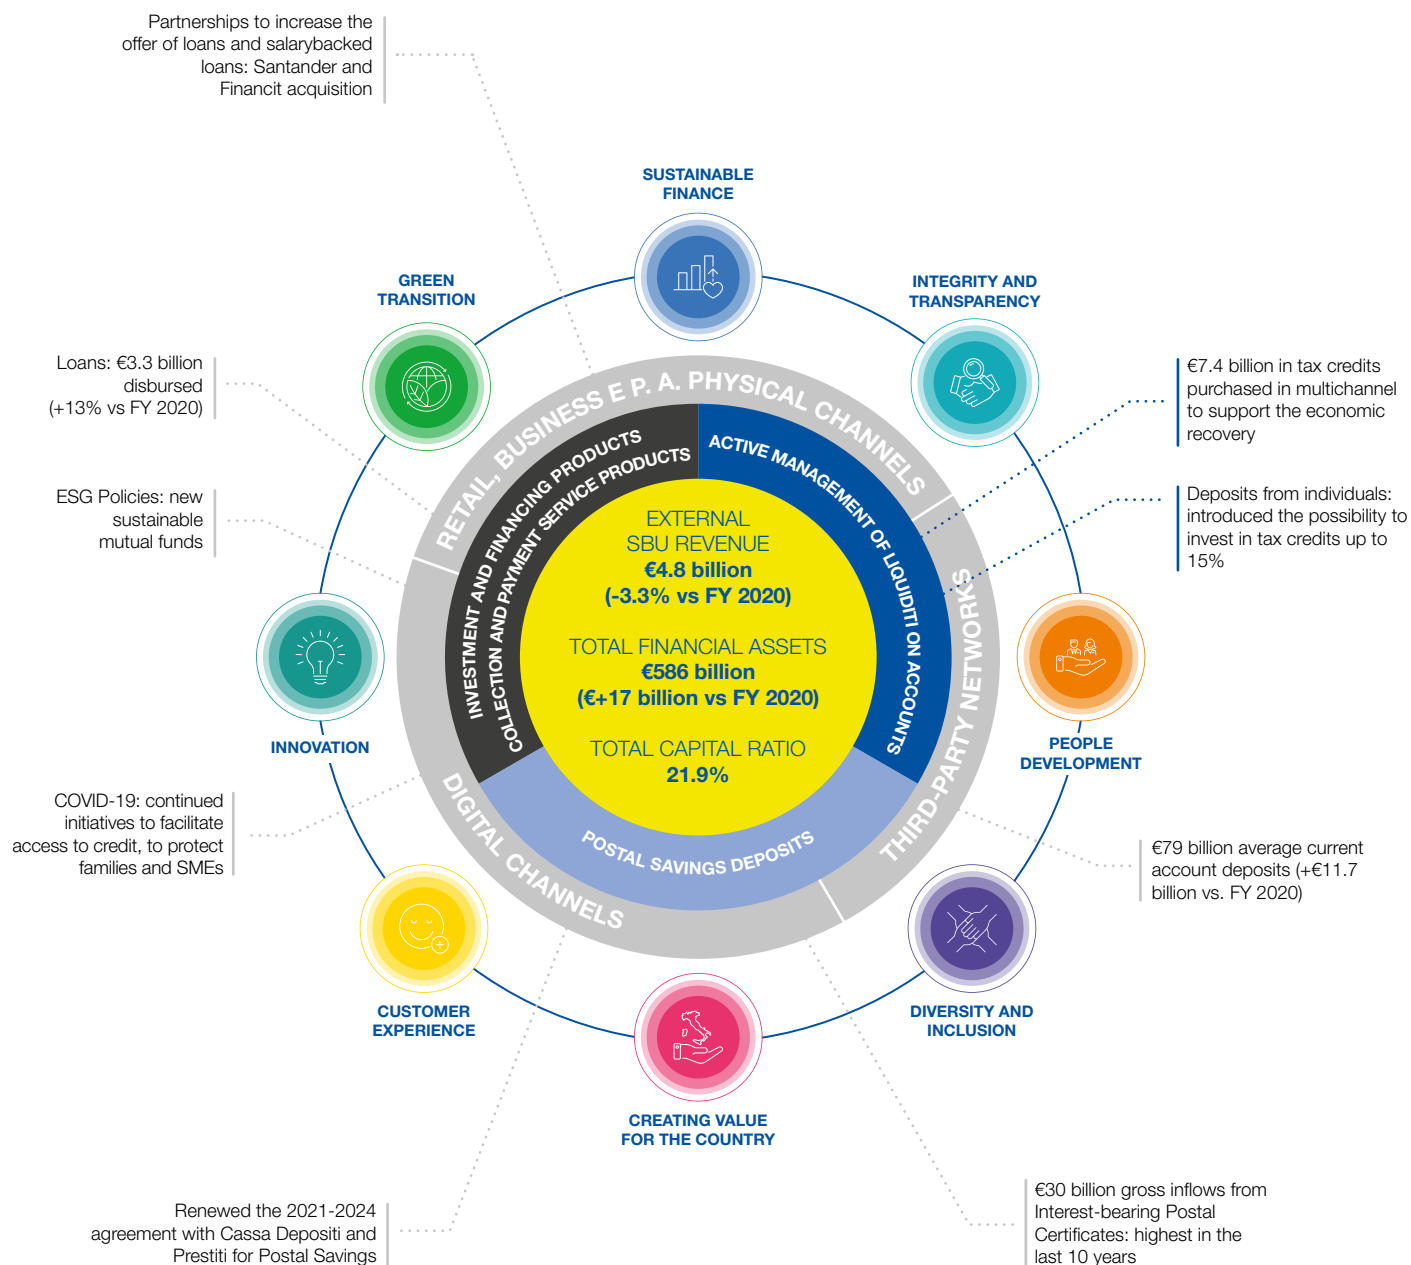 Partnerships to increase the
offer of loans and salarybacked
loans: Santander and
Financit acquisition
SUSTAINABLE
FINANCE
GREEN
TRANSITION
INTEGRITY AND
TRANSPARENCY
Loans: €3.3 billion
disbursed
(+13% vs FY 2020)
€7.4 billion in tax credits
purchased in multichannel
to support the economic
recovery
ESG Policies: new
sustainable
mutual funds
Deposits from individuals:
introduced the possibility to
invest in tax credits up to
15%
RETAIL, BUSINESS E P. A. PHYSICAL CHANNELS
INVESTMENT AND FINANCING PRODUCTS
COLLECTION AND PAYMENT SERVICE PRODUCTS
ACTIVE MANAGEMENT OF LIQUIDITI ON ACCOUNTS
EXTERNAL
SBU REVENUE
€4.8 billion
(-3.3% vs FY 2020)
TOTAL FINANCIAL ASSETS
€586 billion
(€+17 billion vs FY 2020)
TOTAL CAPITAL RATIO
21.9%
POSTAL SAVINGS DEPOSITS
DIGITAL CHANNELS
THIRD-PARTY NETWORKS
INNOVATION
PEOPLE
DEVELOPMENT
COVID-19: continued
initiatives to facilitate
access to credit, to protect
families and SMEs
€79 billion average current
account deposits (+€11.7
billion vs. FY 2020)
CUSTOMER
EXPERIENCE
DIVERSITY AND
INCLUSION
CREATING VALUE
FOR THE COUNTRY
Renewed the 2021-2024
agreement with Cassa Depositi and
Prestiti for Postal Savings
€30 billion gross inflows from
Interest-bearing Postal
Certificates: highest in the
last 10 years